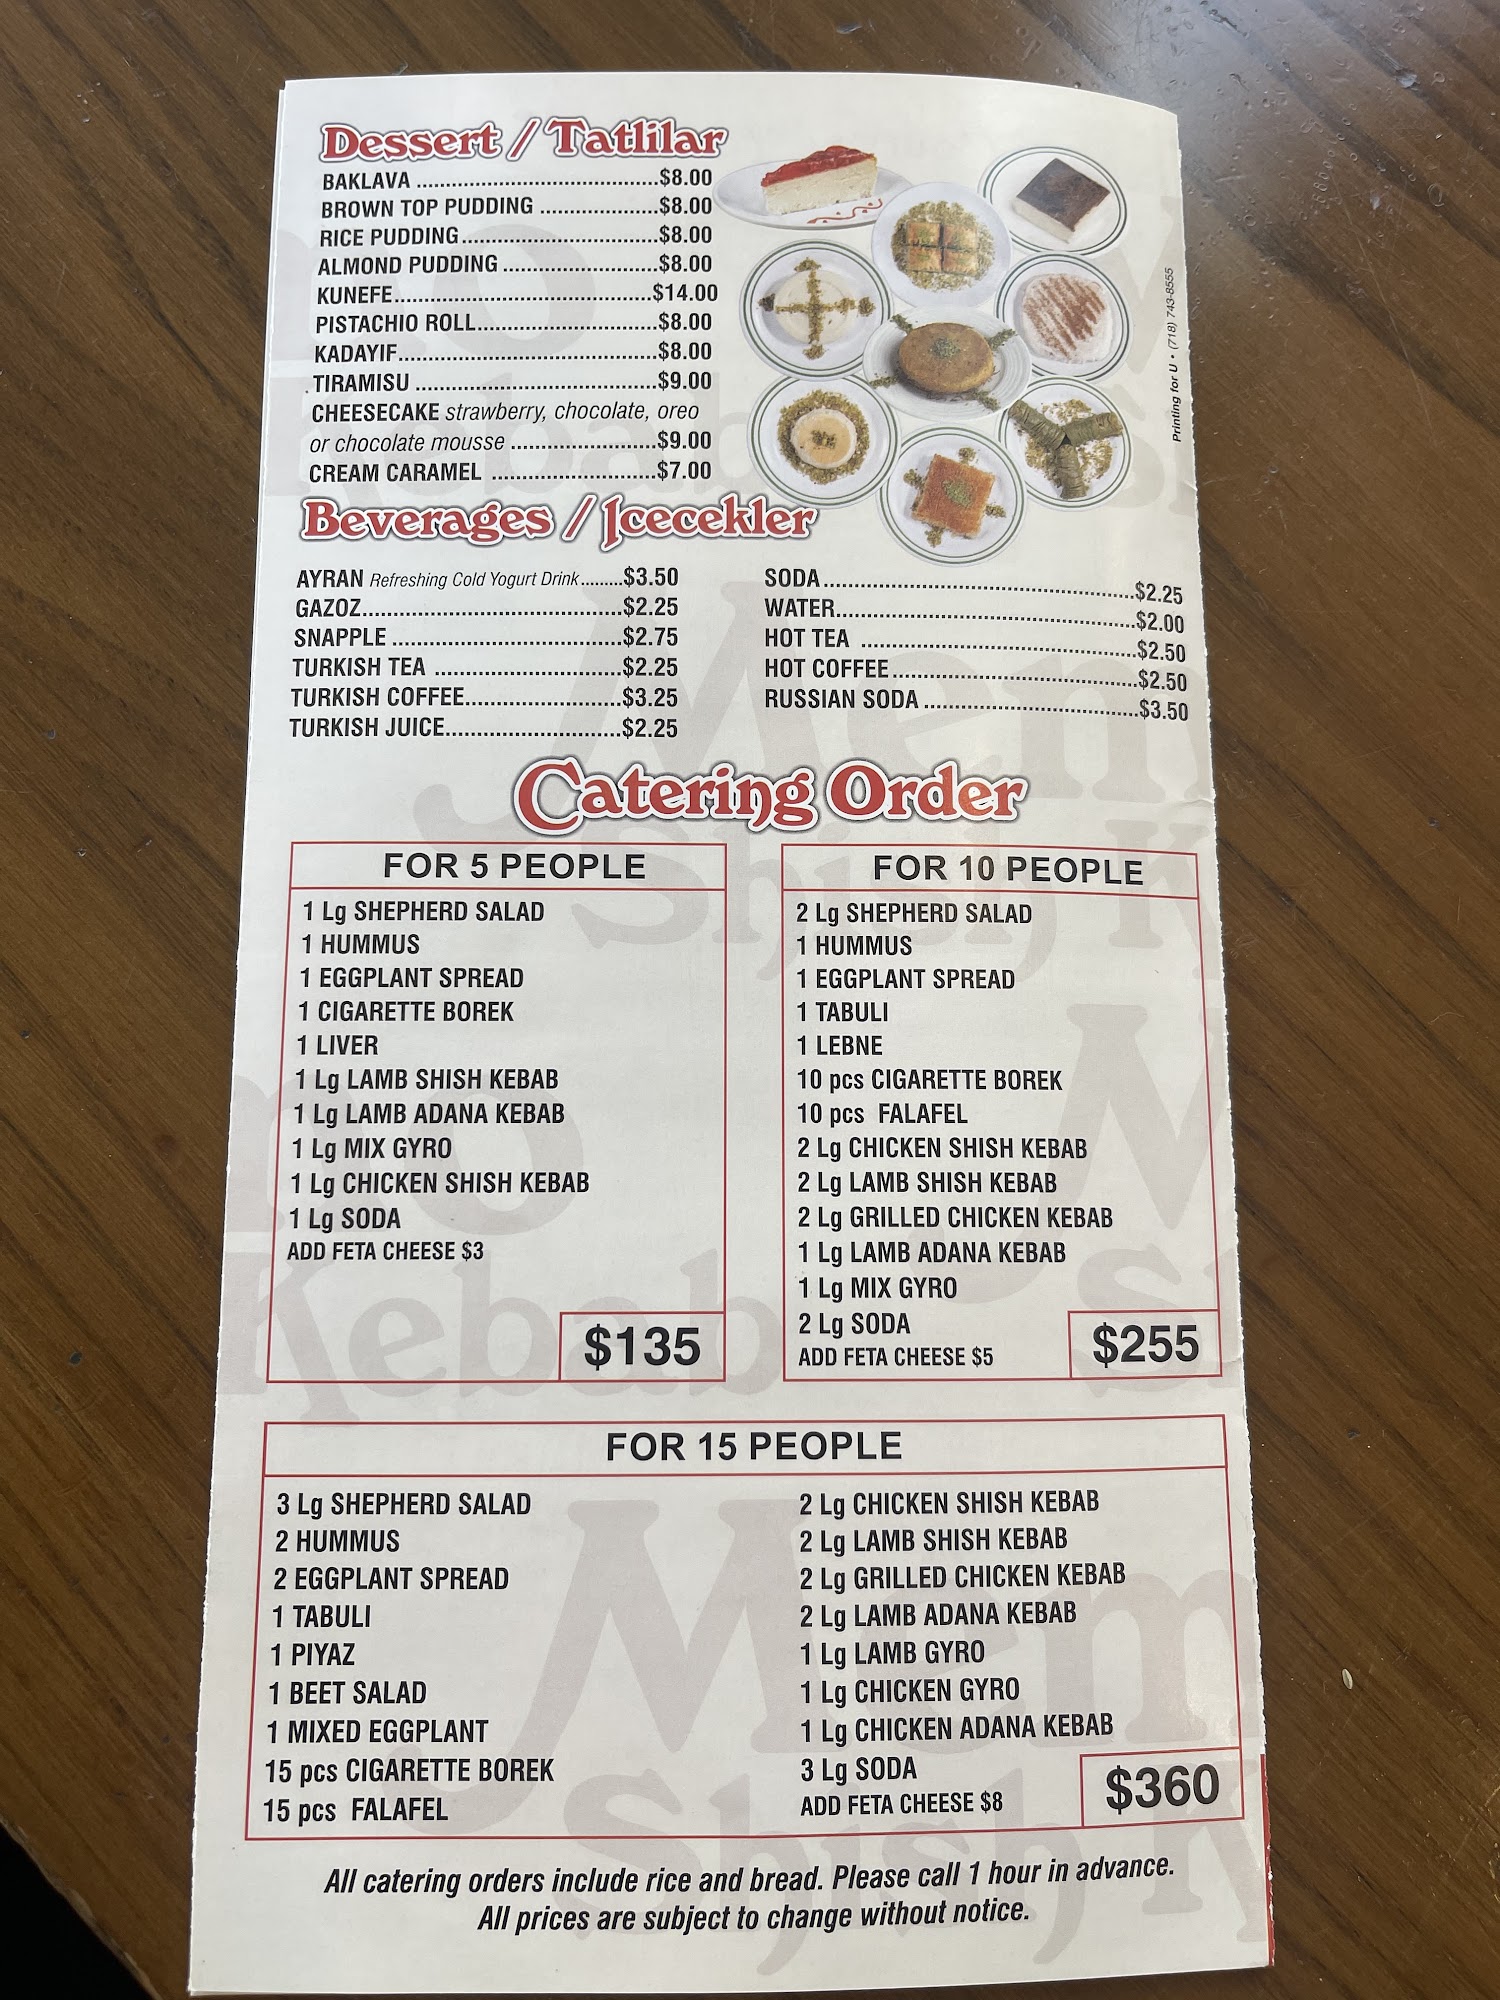 Dessert / Tatlilar
BAKLAVA ..................................$8.00
BROWN TOP PUDDING .................$8.00
RICE PUDDING............................$8.00
ALMOND PUDDING ......................$8.00
KUNEFE.....................................$14.00
PISTACHIO ROLL.........................$8.00
KADAYIF.....................................$8.00
TIRAMISU ..................................$9.00
CHEESECAKE strawberry, chocolate, oreo
or chocolate mousse .....................$9.00
CREAM CARAMEL .......................$7.00
Printing for U • (718) 743-8555
Beverages / Icecekler
AYRAN Refreshing Cold Yogurt Drink.........$3.50
GAZOZ.....................................$2.25
SNAPPLE .................................$2.75
TURKISH TEA ...........................$2.25
TURKISH COFFEE......................$3.25
TURKISH JUICE.........................$2.25
SODA.............................................$2.25
WATER...........................................$2.00
HOT TEA ........................................$2.50
HOT COFFEE...................................$2.50
RUSSIAN SODA ...............................$3.50
Catering Order
FOR 5 PEOPLE
1 Lg SHEPHERD SALAD
1 HUMMUS
1 EGGPLANT SPREAD
1 CIGARETTE BOREK
1 LIVER
1 Lg LAMB SHISH KEBAB
1 Lg LAMB ADANA KEBAB
1 Lg MIX GYRO
1 Lg CHICKEN SHISH KEBAB
1 Lg SODA
ADD FETA CHEESE $3
$135
FOR 10 PEOPLE
2 Lg SHEPHERD SALAD
1 HUMMUS
1 EGGPLANT SPREAD
1 TABULI
1 LEBNE
10 pcs CIGARETTE BOREK
10 pcs FALAFEL
2 Lg CHICKEN SHISH KEBAB
2 Lg LAMB SHISH KEBAB
2 Lg GRILLED CHICKEN KEBAB
1 Lg LAMB ADANA KEBAB
1 Lg MIX GYRO
2 Lg SODA
ADD FETA CHEESE $5
$255
FOR 15 PEOPLE
3 Lg SHEPHERD SALAD
2 HUMMUS
2 EGGPLANT SPREAD
1 TABULI
1 PIYAZ
1 BEET SALAD
1 MIXED EGGPLANT
15 pcs CIGARETTE BOREK
15 pcs FALAFEL
2 Lg CHICKEN SHISH KEBAB
2 Lg LAMB SHISH KEBAB
2 Lg GRILLED CHICKEN KEBAB
2 Lg LAMB ADANA KEBAB
1 Lg LAMB GYRO
1 Lg CHICKEN GYRO
1 Lg CHICKEN ADANA KEBAB
3 Lg SODA
ADD FETA CHEESE $8
$360
All catering orders include rice and bread. Please call 1 hour in advance.
All prices are subject to change without notice.